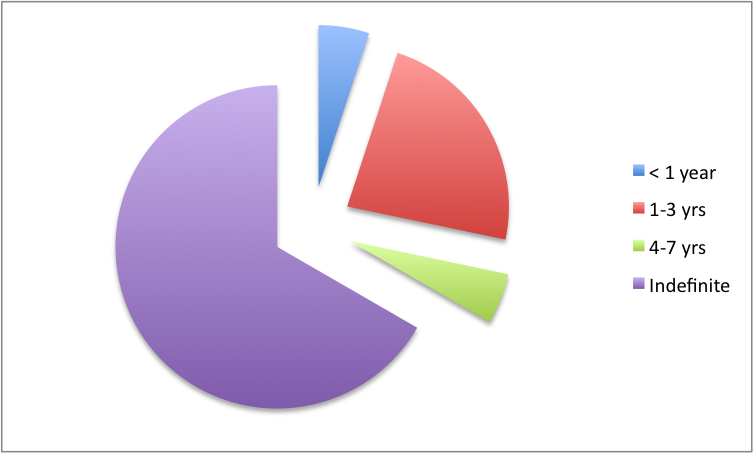 < 1 year
1-3 yrs
4-7 yrs
Indefinite